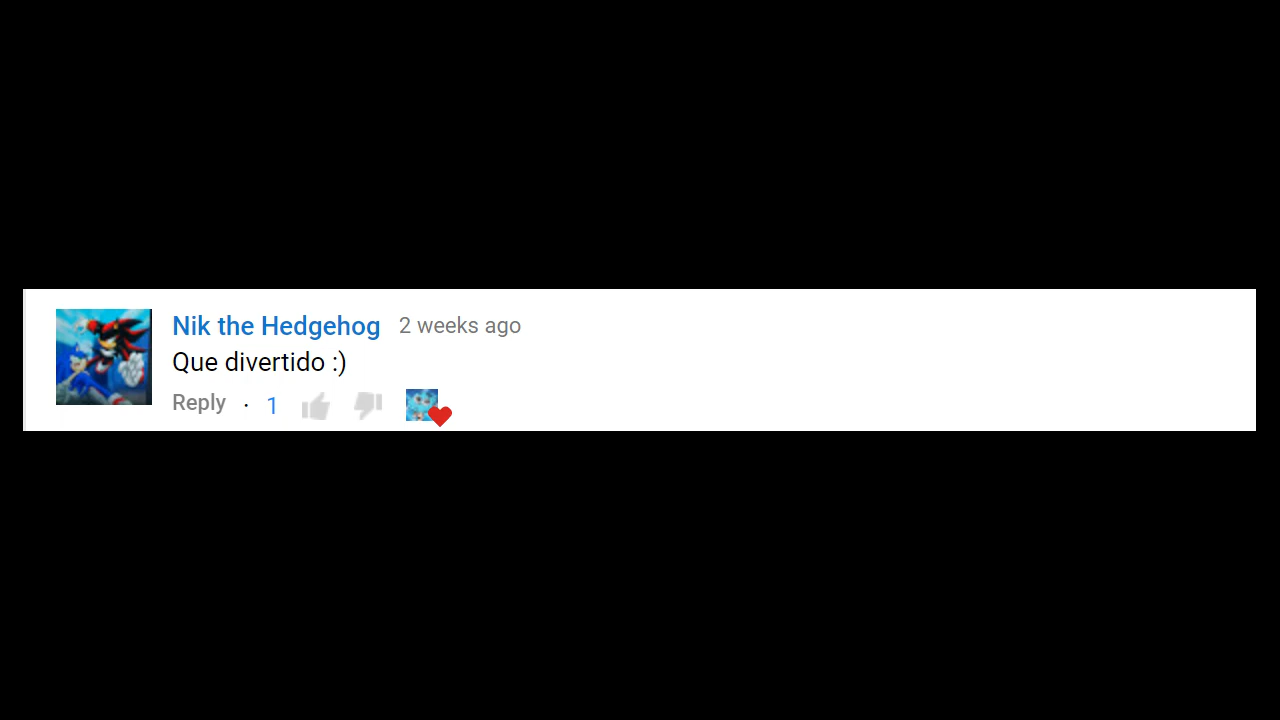 Nik the Hedgehog 2 weeks ago
Que divertido :)
Reply · 1